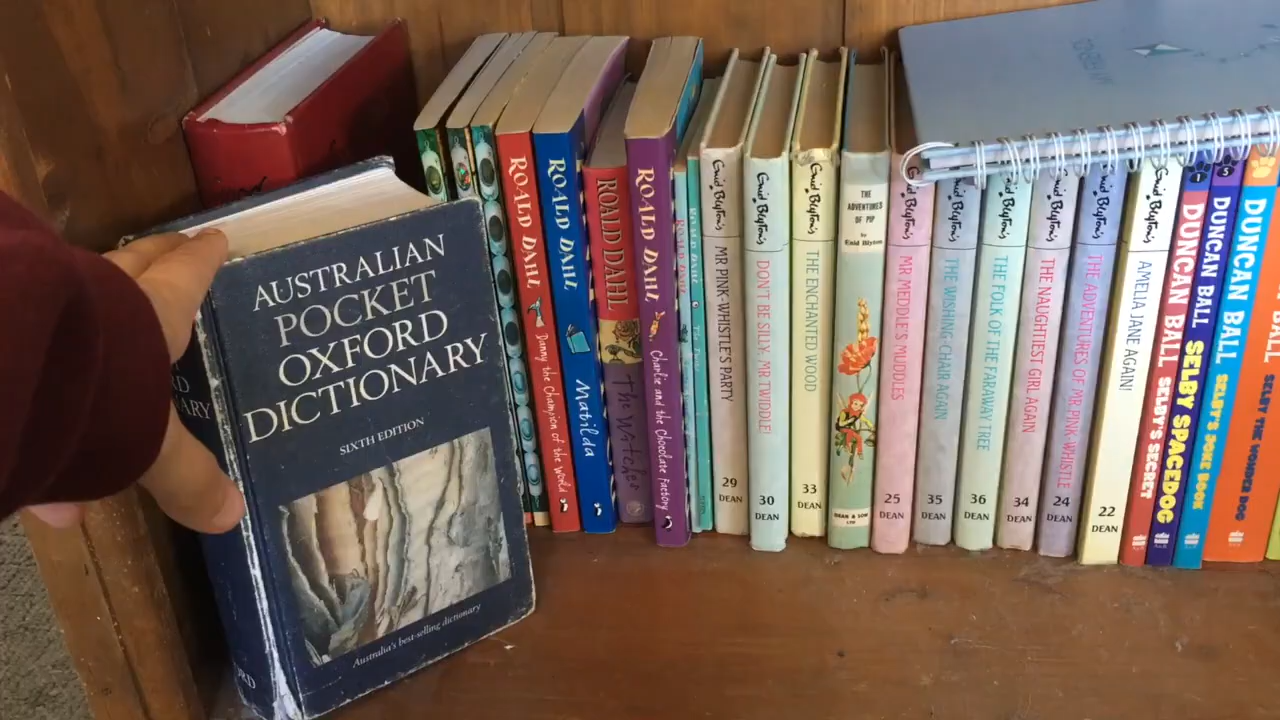 AUSTRALIAN
POCKET
OXFORD
DICTIONARY
SIXTH EDITION
Australia's best-selling dictionary
ROALD DAHL Danny the Champion of the World
ROALD DAHL Matilda
ROALD DAHL The Witches
ROALD DAHL Charlie and the Chocolate Factory
ROALD DAHL
Enid Blyton's MR PINK-WHISTLE'S PARTY
29
DEAN
Enid Blyton's DON'T BE SILLY, MR TWIDDLE!
30
DEAN
Enid Blyton's THE ENCHANTED WOOD
33
DEAN
THE
ADVENTURES
OF PIP
by
Enid Blyton
DEAN & SON
LTD
Enid Blyton's MR MEDDLE'S MUDDLES
25
DEAN
Enid Blyton's THE WISHING-CHAIR AGAIN
35
DEAN
Enid Blyton's THE FOLK OF THE FARAWAY TREE
36
DEAN
Enid Blyton's THE NAUGHTIEST GIRL AGAIN
34
DEAN
Enid Blyton's THE ADVENTURES OF MR PINK-WHISTLE
24
DEAN
Enid Blyton's AMELIA JANE AGAIN!
22
DEAN
DUNCAN BALL SELBY'S SECRET
5
DUNCAN BALL SELBY SPACEDOG
DUNCAN BALL SELBY'S JOKE BOOK
BALL SELBY THE WONDER DOG